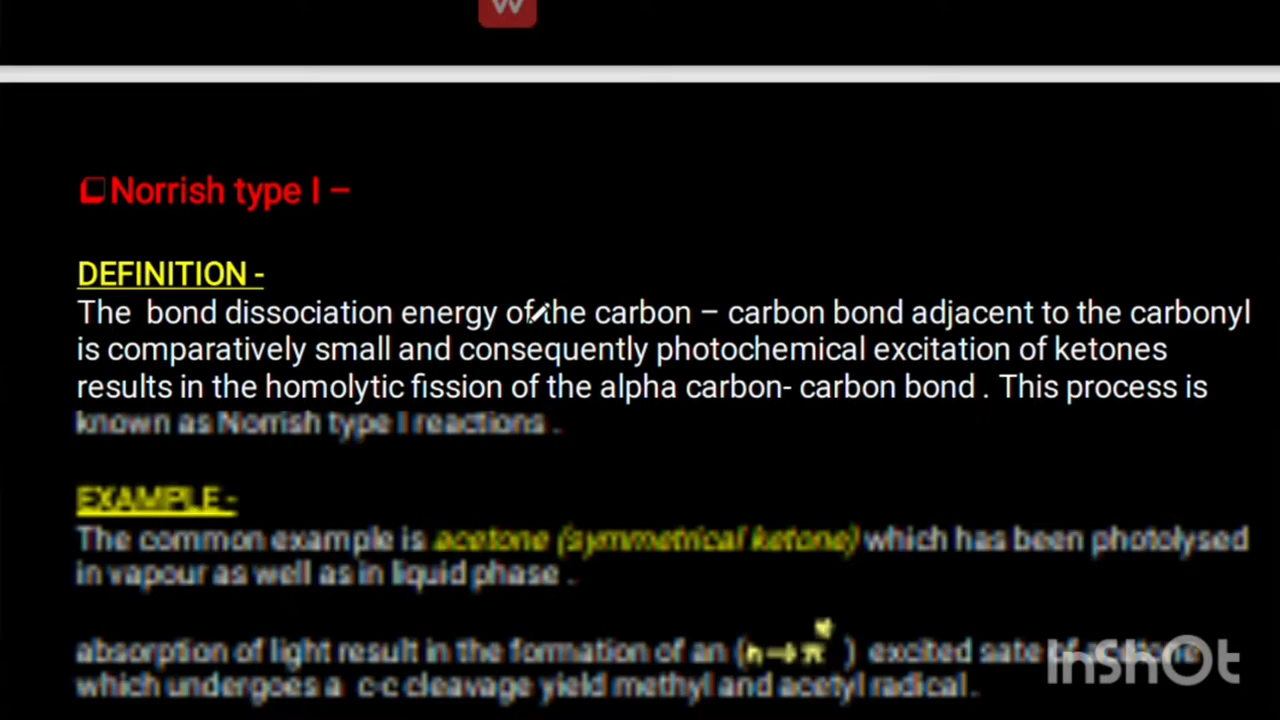 W
❑Norrish type I –
DEFINITION -
The bond dissociation energy of the carbon – carbon bond adjacent to the carbonyl
is comparatively small and consequently photochemical excitation of ketones
results in the homolytic fission of the alpha carbon- carbon bond . This process is
known as Norrish type I reactions .
EXAMPLE -
The common example is acetone (symmetrical ketone) which has been photolysed
in vapour as well as in liquid phase .
absorption of light result in the formation of an (n→π* ) excited sate of
which undergoes a c-c cleavage yield methyl and acetyl radical .
InShOt